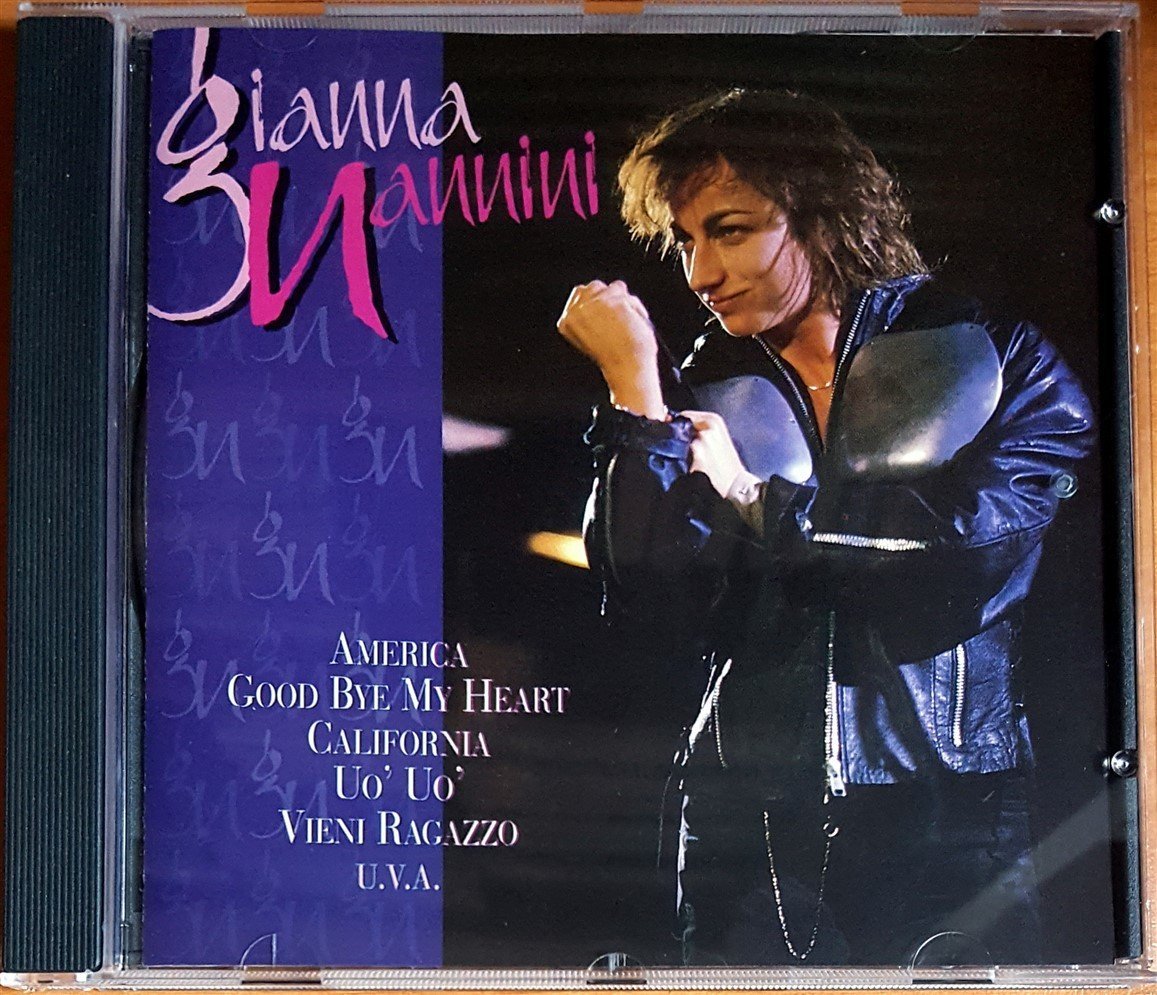 Gianna
Nannini
AMERICA
GOOD BYE MY HEART
CALIFORNIA
UO' UO'
VIENI RAGAZZO
U.V.A.